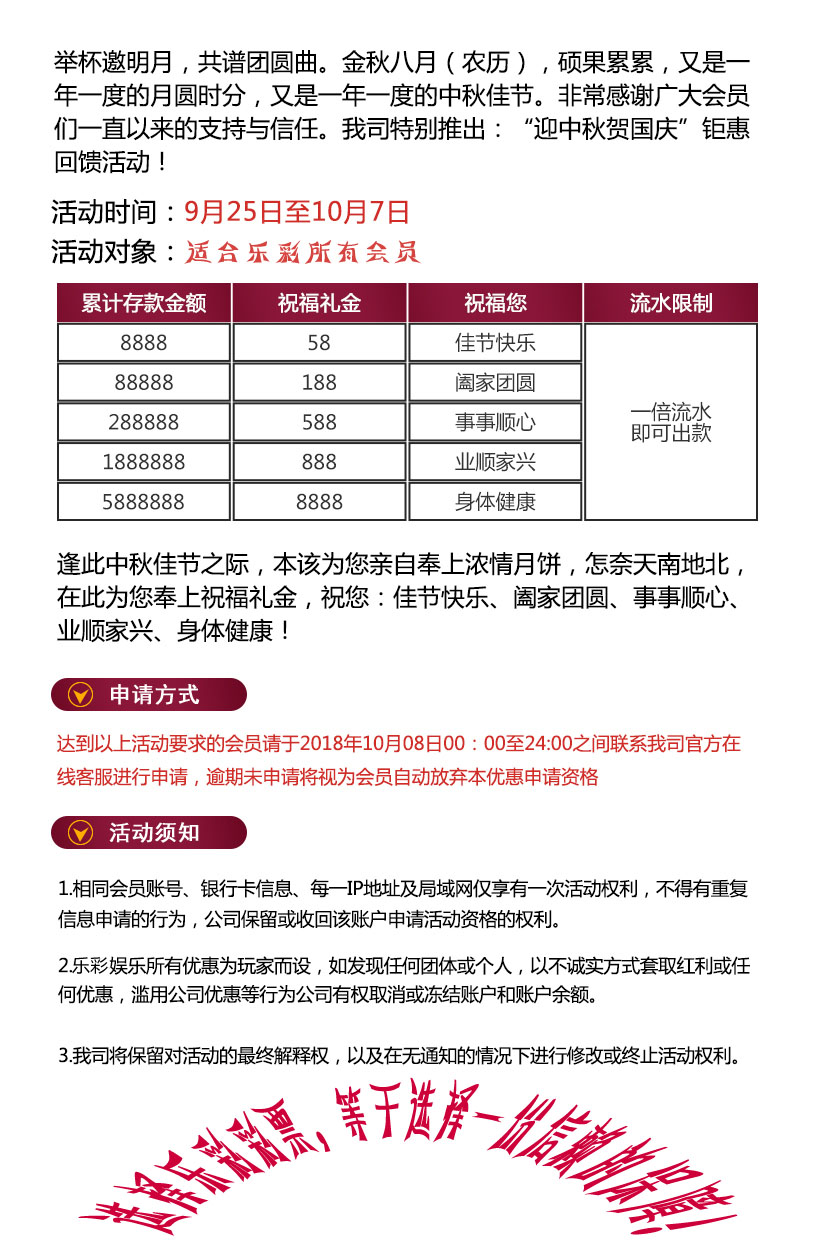 举杯邀明月，共谱团圆曲。金秋八月（农历），硕果累累，又是一
年一度的月圆时分，又是一年一度的中秋佳节。非常感谢广大会员
们一直以来的支持与信任。我司特别推出：“迎中秋贺国庆”钜惠
回馈活动！
活动时间：9月25日至10月7日
活动对象：适合乐彩所有会员
累计存款金额 祝福礼金 祝福您 流水限制
8888 58 佳节快乐
88888 188 阖家团圆
288888 588 事事顺心
1888888 888 业顺家兴
5888888 8888 身体健康
一倍流水
即可出款
逢此中秋佳节之际，本该为您亲自奉上浓情月饼，怎奈天南地北，
在此为您奉上祝福礼金，祝您：佳节快乐、阖家团圆、事事顺心、
业顺家兴、身体健康！
申请方式
达到以上活动要求的会员请于2018年10月08日00：00至24:00之间联系我司官方在
线客服进行申请，逾期未申请将视为会员自动放弃本优惠申请资格
活动须知
1.相同会员账号、银行卡信息、每一IP地址及局域网仅享有一次活动权利，不得有重复
信息申请的行为，公司保留或收回该账户申请活动资格的权利。
2.乐彩娱乐所有优惠为玩家而设，如发现任何团体或个人，以不诚实方式套取红利或任
何优惠，滥用公司优惠等行为公司有权取消或冻结账户和账户余额。
3.我司将保留对活动的最终解释权，以及在无通知的情况下进行修改或终止活动权利。
选择乐彩彩票，等于选择一份信赖的保障！